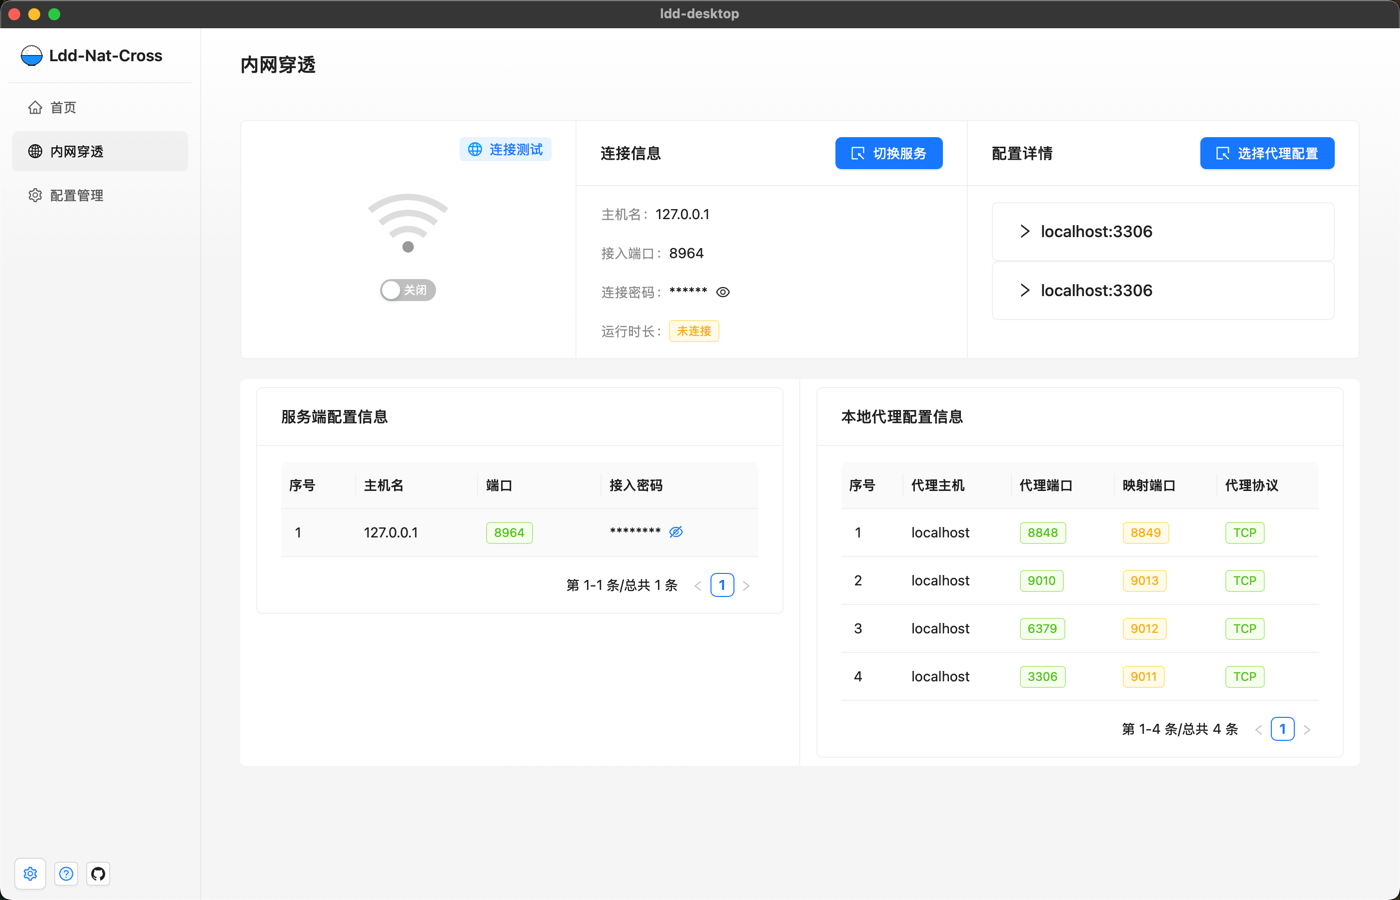 ldd-desktop
Ldd-Nat-Cross
首页
内网穿透
配置管理
内网穿透
连接测试
关闭
连接信息
切换服务
主机名: 127.0.0.1
接入端口: 8964
连接密码: ******
运行时长: 未连接
配置详情
选择代理配置
localhost:3306
localhost:3306
服务端配置信息
序号 主机名 端口 接入密码
1 127.0.0.1 8964 ********
第 1-1 条/总共 1 条 < 1 >
本地代理配置信息
序号 代理主机 代理端口 映射端口 代理协议
1 localhost 8848 8849 TCP
2 localhost 9010 9013 TCP
3 localhost 6379 9012 TCP
4 localhost 3306 9011 TCP
第 1-4 条/总共 4 条 < 1 >